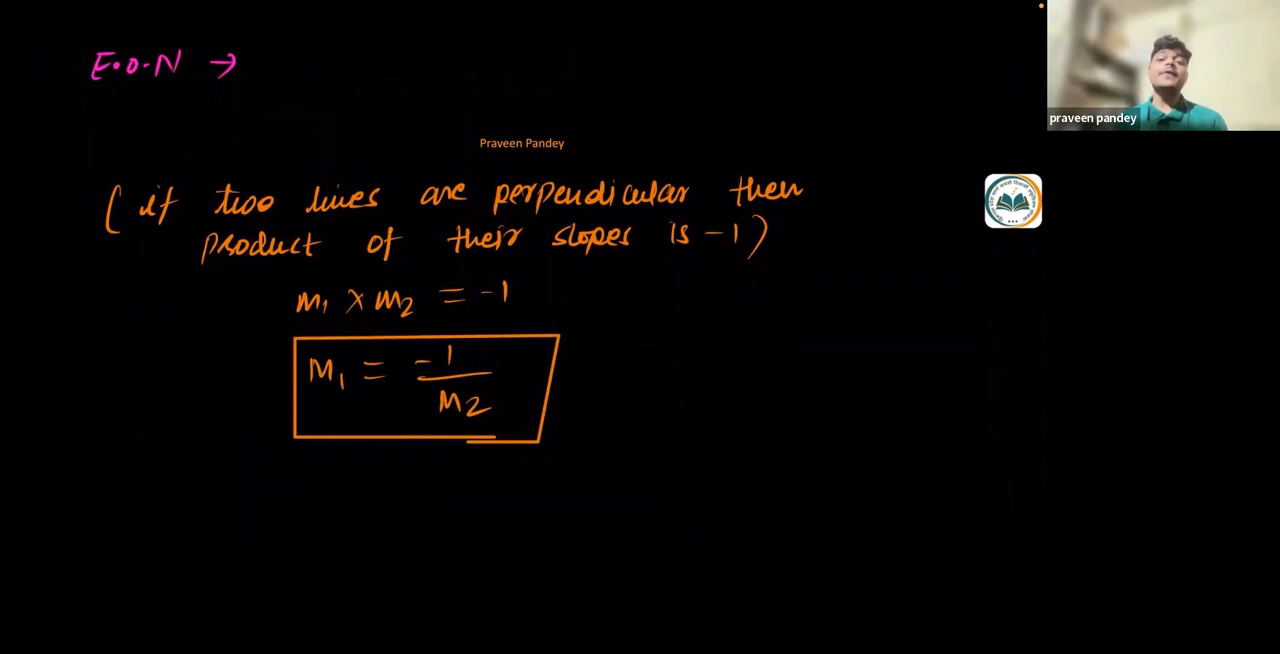 E.O.N →
praveen pandey
Praveen Pandey
(if two lines are perpendicular then
product of their slopes is -1)
m₁ × m₂ = -1
M₁ = -1/M₂